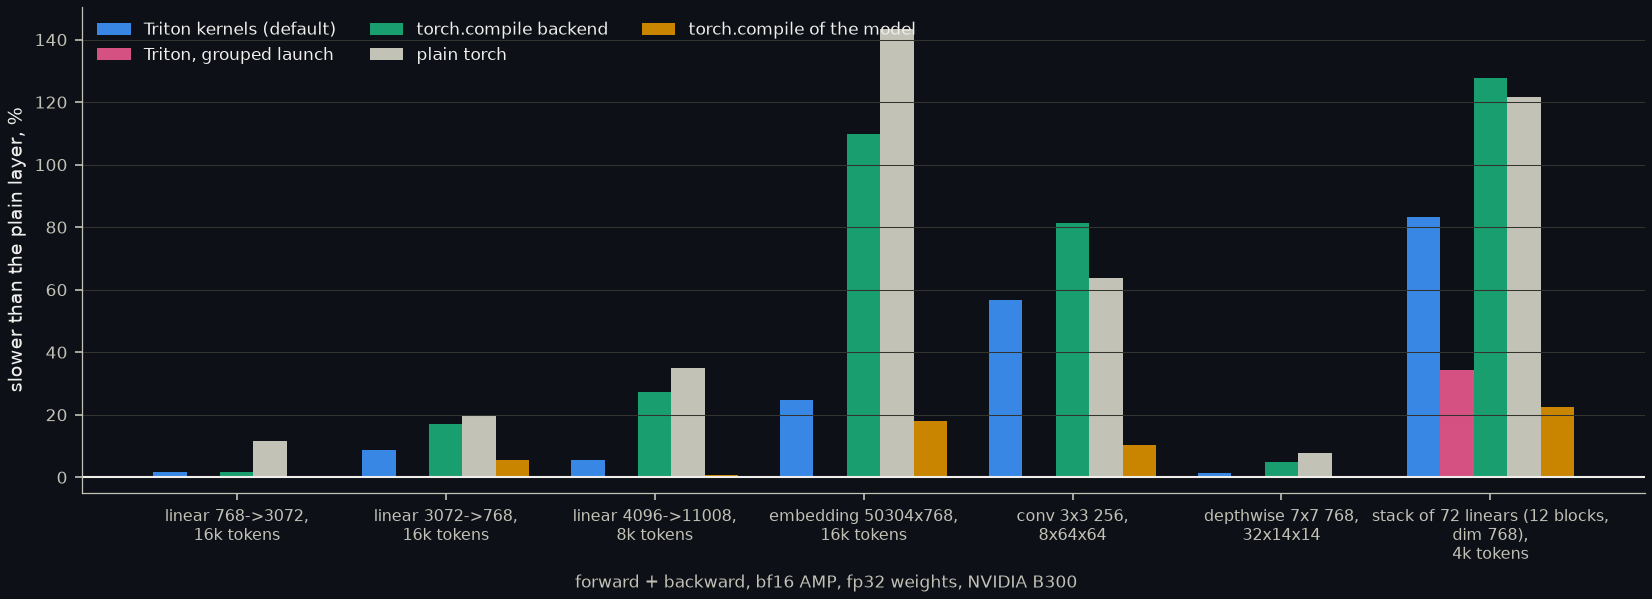 Triton kernels (default)
Triton, grouped launch
torch.compile backend
plain torch
torch.compile of the model
slower than the plain layer, %
140
120
100
80
60
40
20
0
linear 768->3072,
16k tokens
linear 3072->768,
16k tokens
linear 4096->11008,
8k tokens
embedding 50304x768,
16k tokens
conv 3x3 256,
8x64x64
depthwise 7x7 768,
32x14x14
stack of 72 linears (12 blocks,
dim 768),
4k tokens
forward + backward, bf16 AMP, fp32 weights, NVIDIA B300